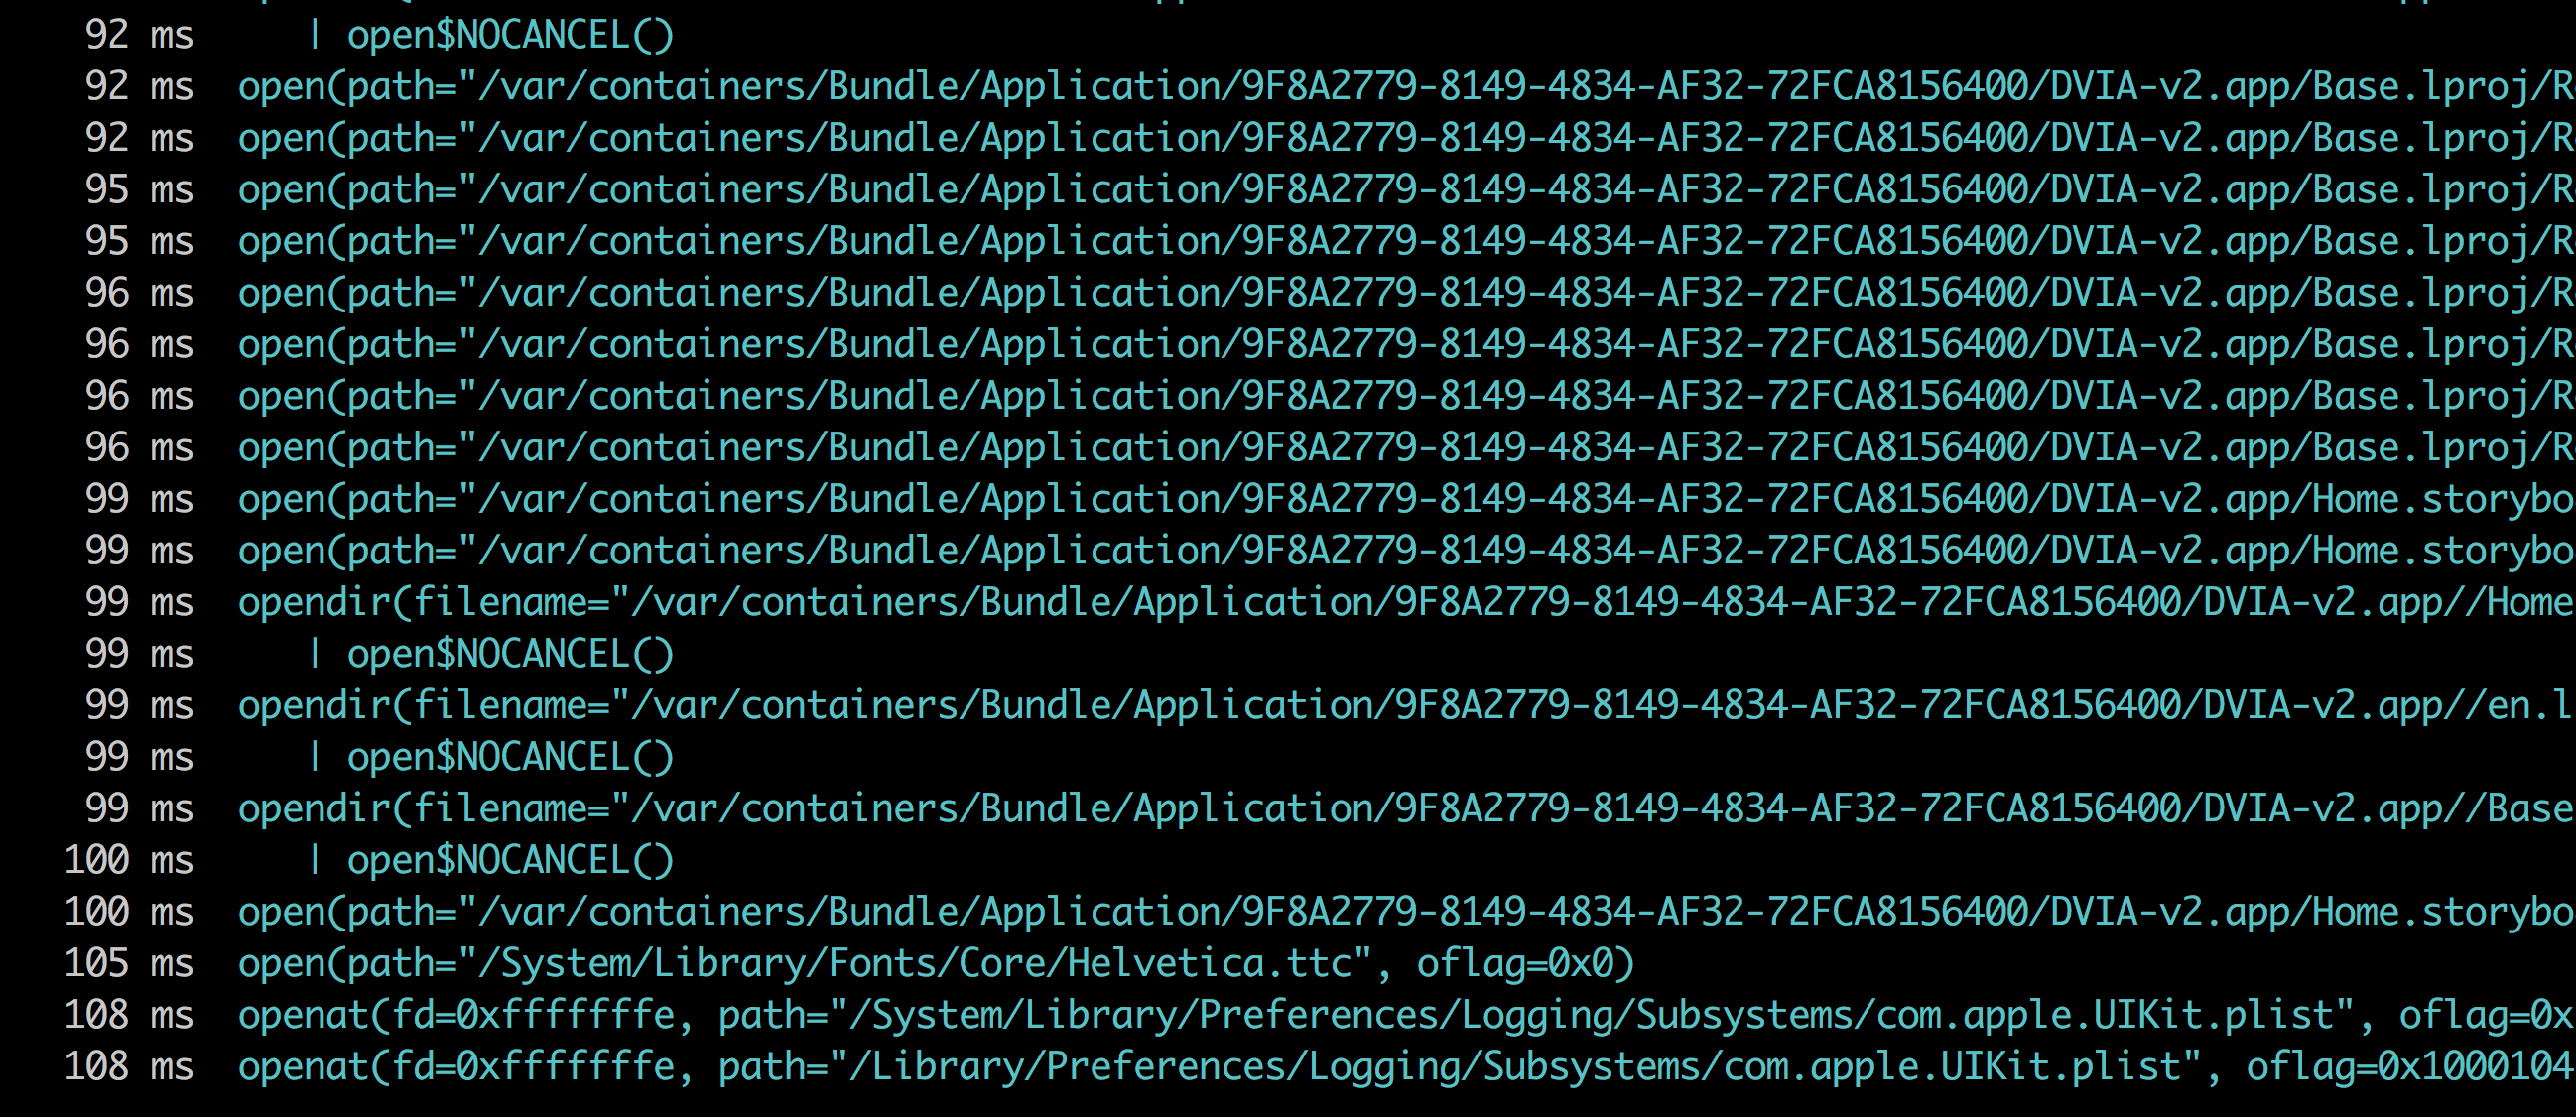 92 ms | open$NOCANCEL()
92 ms open(path="/var/containers/Bundle/Application/9F8A2779-8149-4834-AF32-72FCA8156400/DVIA-v2.app/Base.lproj/R
92 ms open(path="/var/containers/Bundle/Application/9F8A2779-8149-4834-AF32-72FCA8156400/DVIA-v2.app/Base.lproj/R
95 ms open(path="/var/containers/Bundle/Application/9F8A2779-8149-4834-AF32-72FCA8156400/DVIA-v2.app/Base.lproj/R
95 ms open(path="/var/containers/Bundle/Application/9F8A2779-8149-4834-AF32-72FCA8156400/DVIA-v2.app/Base.lproj/R
96 ms open(path="/var/containers/Bundle/Application/9F8A2779-8149-4834-AF32-72FCA8156400/DVIA-v2.app/Base.lproj/R
96 ms open(path="/var/containers/Bundle/Application/9F8A2779-8149-4834-AF32-72FCA8156400/DVIA-v2.app/Base.lproj/R
96 ms open(path="/var/containers/Bundle/Application/9F8A2779-8149-4834-AF32-72FCA8156400/DVIA-v2.app/Base.lproj/R
96 ms open(path="/var/containers/Bundle/Application/9F8A2779-8149-4834-AF32-72FCA8156400/DVIA-v2.app/Base.lproj/R
99 ms open(path="/var/containers/Bundle/Application/9F8A2779-8149-4834-AF32-72FCA8156400/DVIA-v2.app/Home.storybo
99 ms open(path="/var/containers/Bundle/Application/9F8A2779-8149-4834-AF32-72FCA8156400/DVIA-v2.app/Home.storybo
99 ms opendir(filename="/var/containers/Bundle/Application/9F8A2779-8149-4834-AF32-72FCA8156400/DVIA-v2.app//Home
99 ms | open$NOCANCEL()
99 ms opendir(filename="/var/containers/Bundle/Application/9F8A2779-8149-4834-AF32-72FCA8156400/DVIA-v2.app//en.l
99 ms | open$NOCANCEL()
99 ms opendir(filename="/var/containers/Bundle/Application/9F8A2779-8149-4834-AF32-72FCA8156400/DVIA-v2.app//Base
100 ms | open$NOCANCEL()
100 ms open(path="/var/containers/Bundle/Application/9F8A2779-8149-4834-AF32-72FCA8156400/DVIA-v2.app/Home.storybo
105 ms open(path="/System/Library/Fonts/Core/Helvetica.ttc", oflag=0x0)
108 ms openat(fd=0xfffffffe, path="/System/Library/Preferences/Logging/Subsystems/com.apple.UIKit.plist", oflag=0x
108 ms openat(fd=0xfffffffe, path="/Library/Preferences/Logging/Subsystems/com.apple.UIKit.plist", oflag=0x1000104